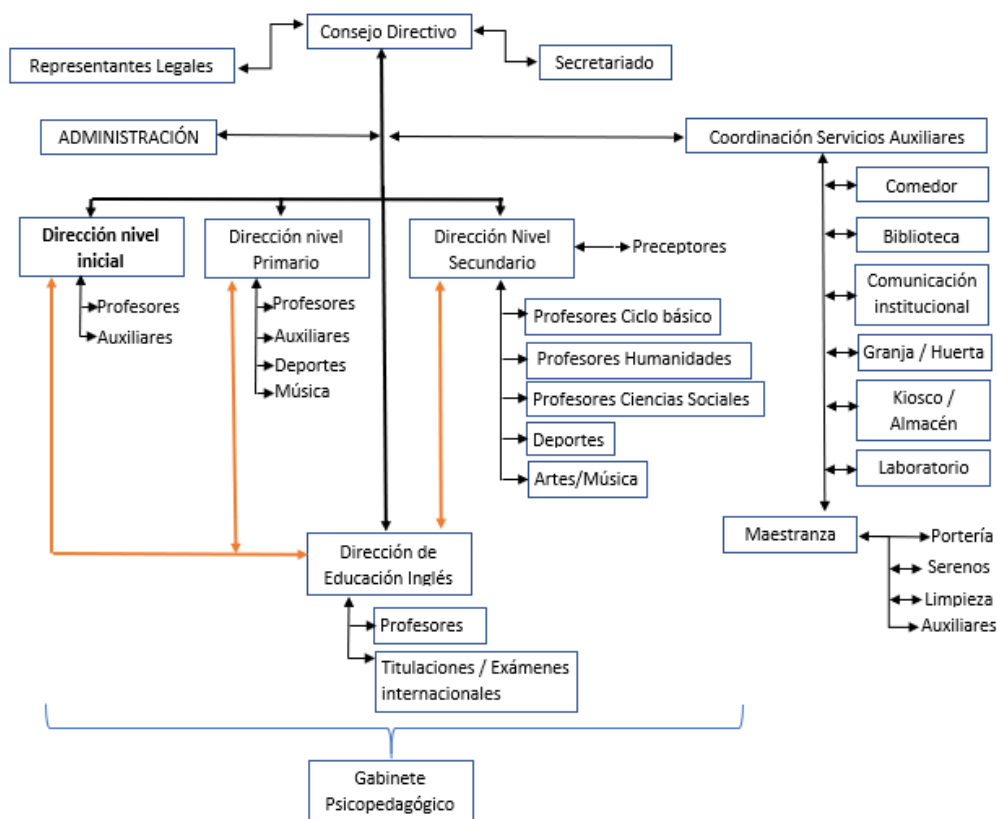 Consejo Directivo
Representantes Legales
Secretariado
ADMINISTRACIÓN
Coordinación Servicios Auxiliares
Comedor
Biblioteca
Comunicación
institucional
Granja / Huerta
Kiosco /
Almacén
Laboratorio
Dirección nivel
inicial
Profesores
Auxiliares
Dirección nivel
Primario
Profesores
Auxiliares
Deportes
Música
Dirección Nivel
Secundario
Preceptores
Profesores Ciclo básico
Profesores Humanidades
Profesores Ciencias Sociales
Deportes
Artes/Música
Maestranza
Portería
Serenos
Limpieza
Auxiliares
Dirección de
Educación Inglés
Profesores
Titulaciones / Exámenes
internacionales
Gabinete
Psicopedagógico